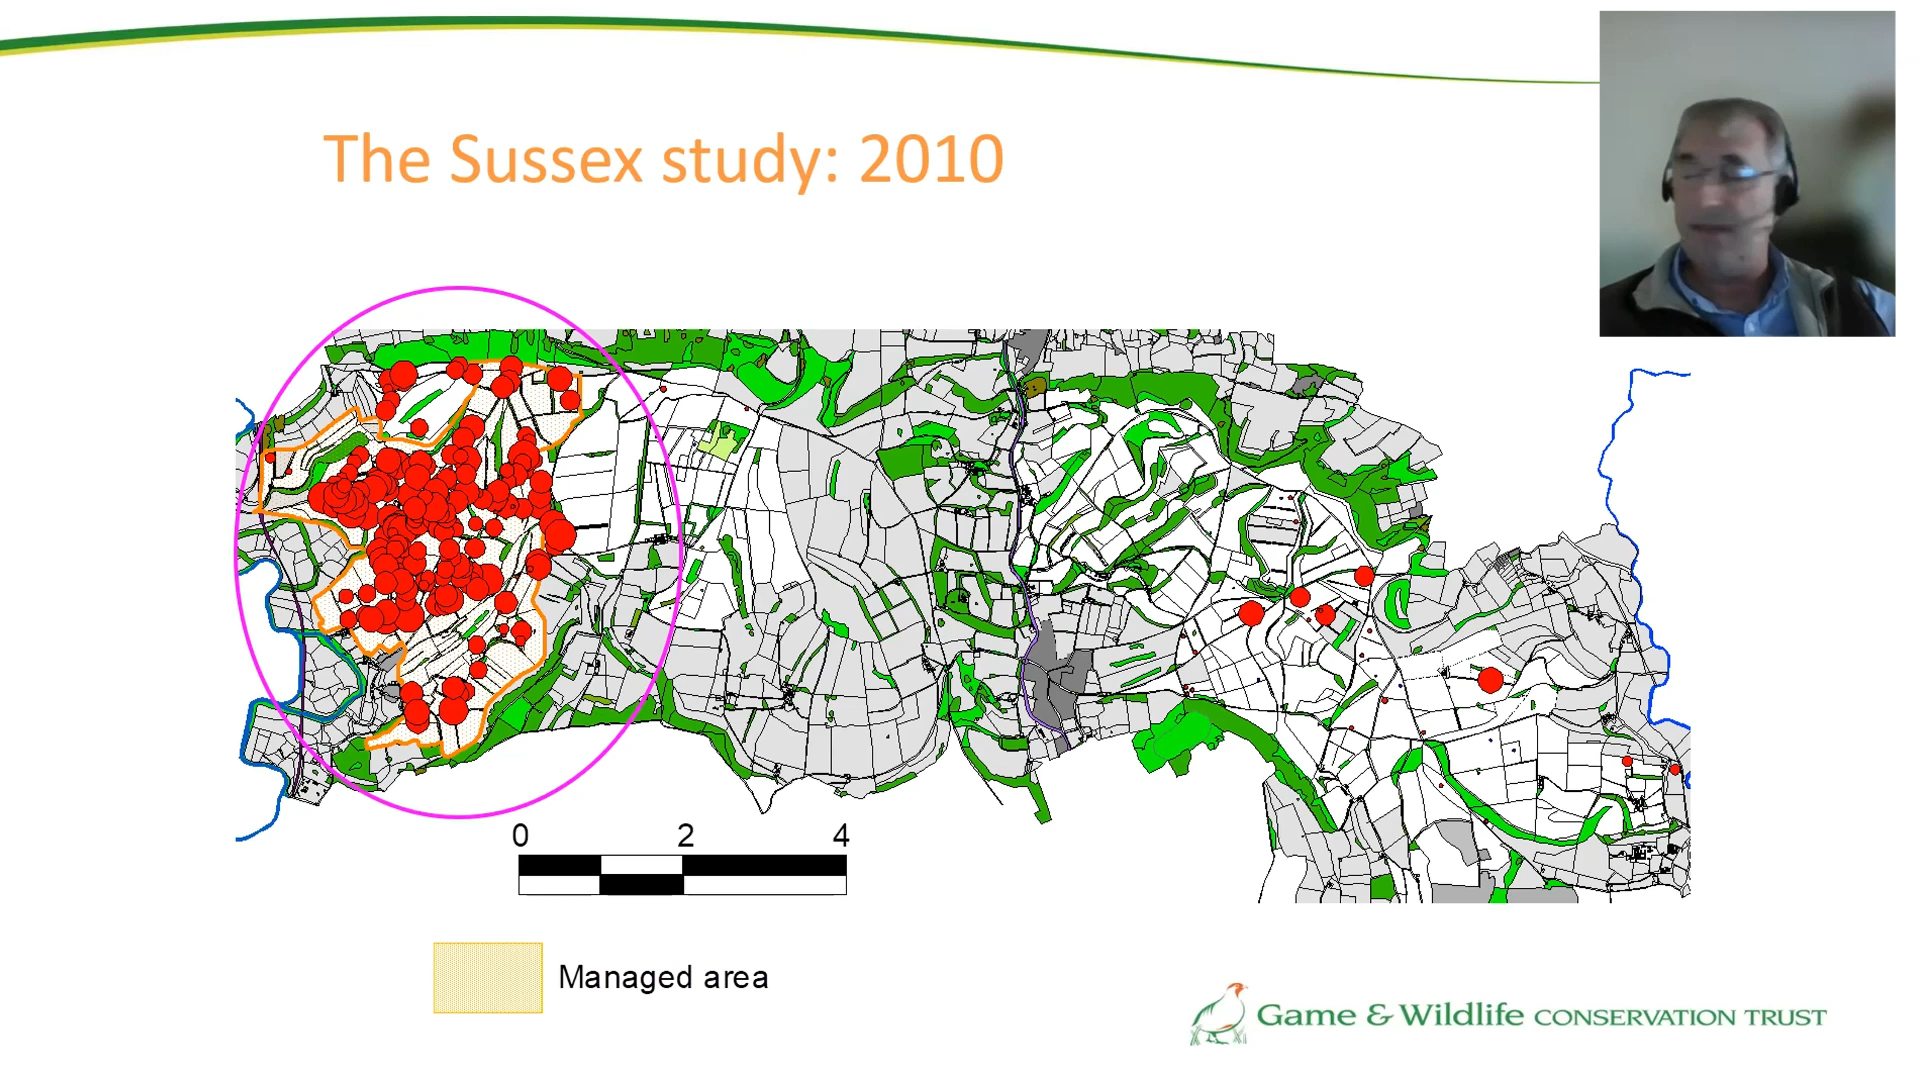 The Sussex study: 2010
0 2 4
Managed area
Game & Wildlife CONSERVATION TRUST